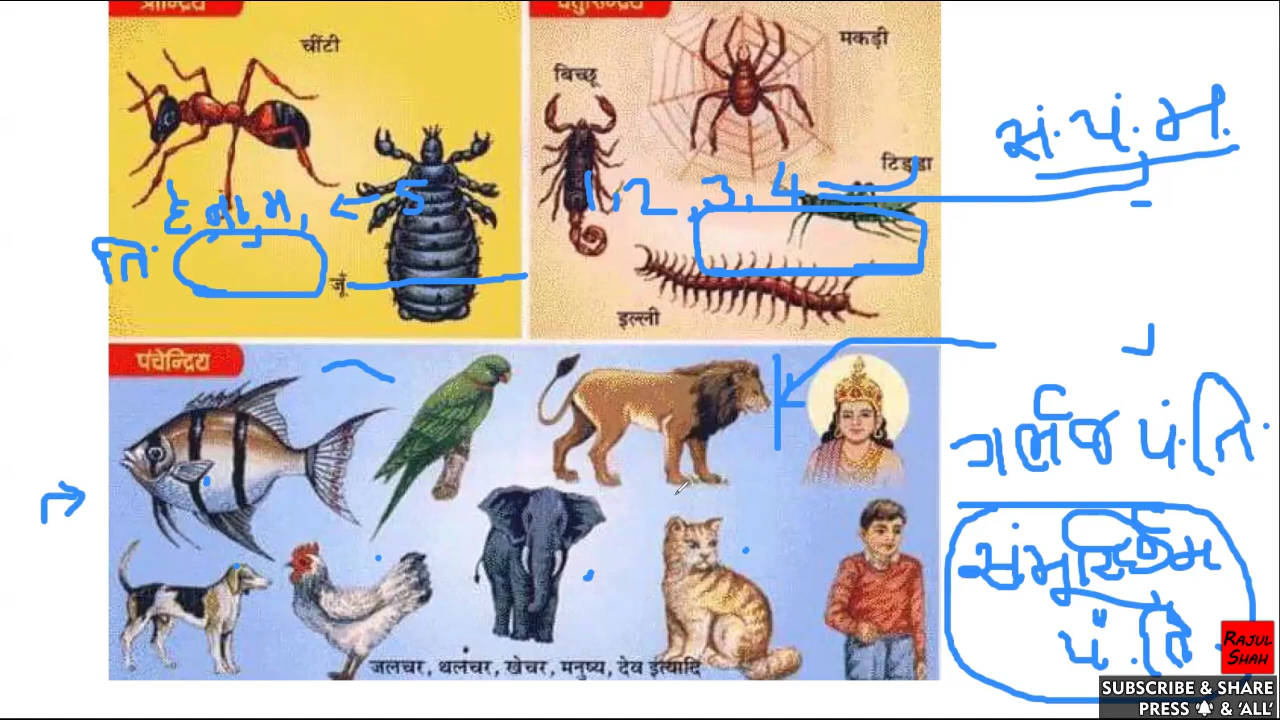 त्रीन्द्रिय
चींटी
जूँ
चतुरिन्द्रिय
मकड़ी
बिच्छू
टिड्डा
इल्ली
સં. પં. મ.
1, 2, 3, 4
5
તિ.
पंचेन्द्रिय
जलचर, थलचर, खेचर, मनुष्य, देव इत्यादि
ગર્ભજ પં. તિ.
સંમૂર્ચ્છિમ
પં. તિ.
RAJUL
SHAH
SUBSCRIBE & SHARE
PRESS & 'ALL'